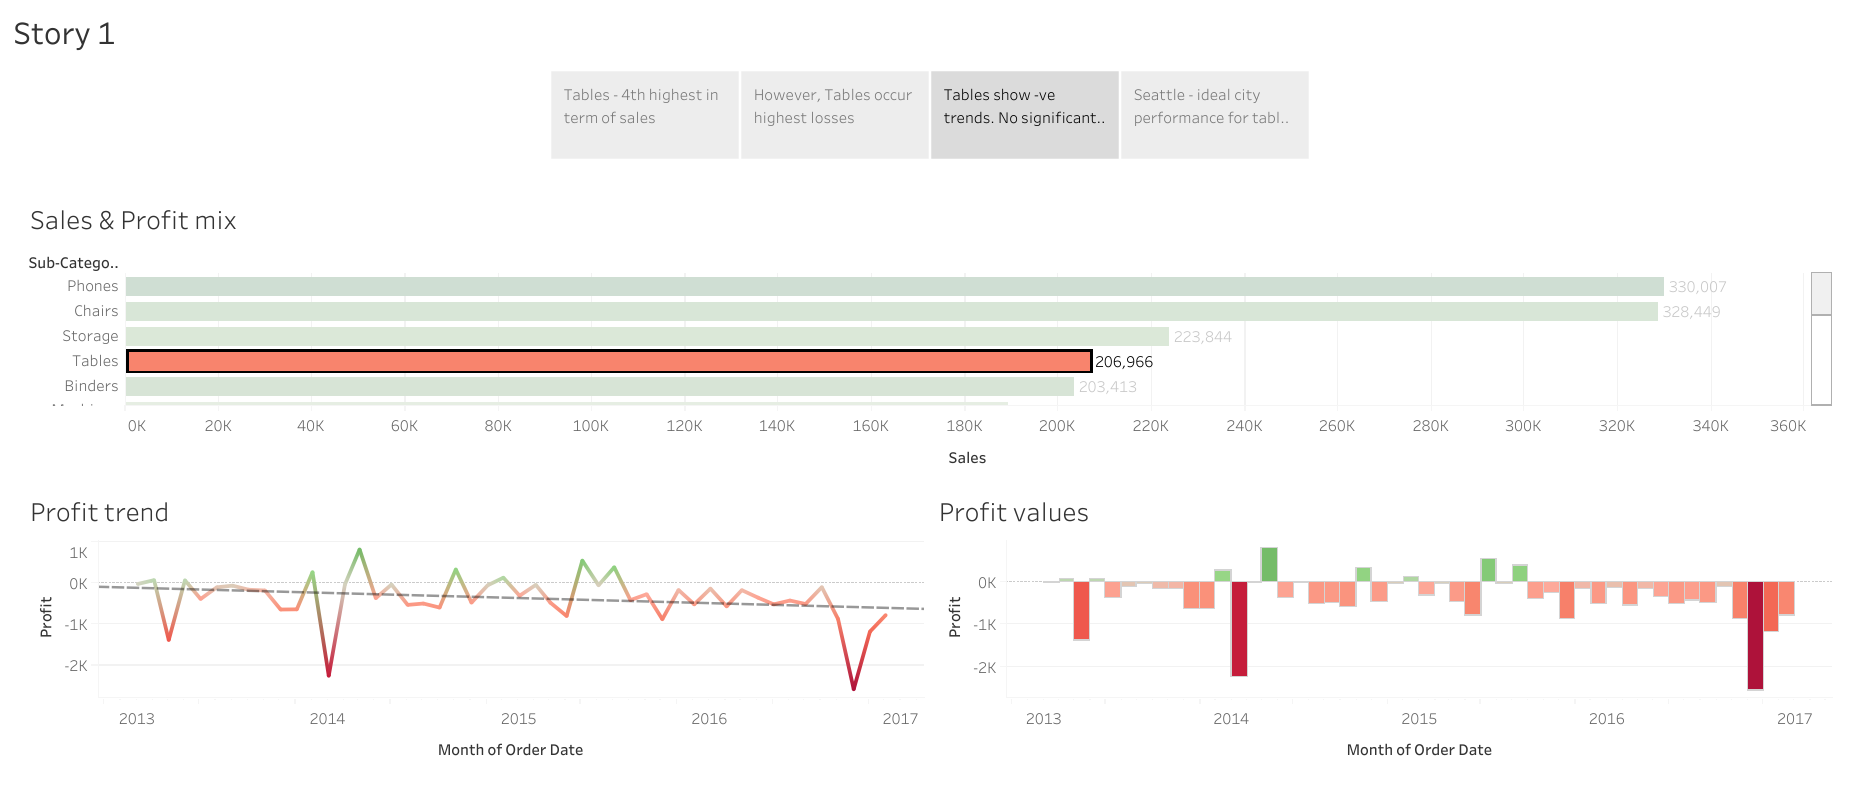 Story 1
Tables - 4th highest in
term of sales
However, Tables occur
highest losses
Tables show -ve
trends. No significant..
Seattle - ideal city
performance for tabl..
Sales & Profit mix
Sub-Catego..
Phones 330,007
Chairs 328,449
Storage 223,844
Tables 206,966
Binders 203,413
0K 20K 40K 60K 80K 100K 120K 140K 160K 180K 200K 220K 240K 260K 280K 300K 320K 340K 360K
Sales
Profit trend
1K
0K
-1K
-2K
Profit
2013 2014 2015 2016 2017
Month of Order Date
Profit values
0K
-1K
-2K
Profit
2013 2014 2015 2016 2017
Month of Order Date